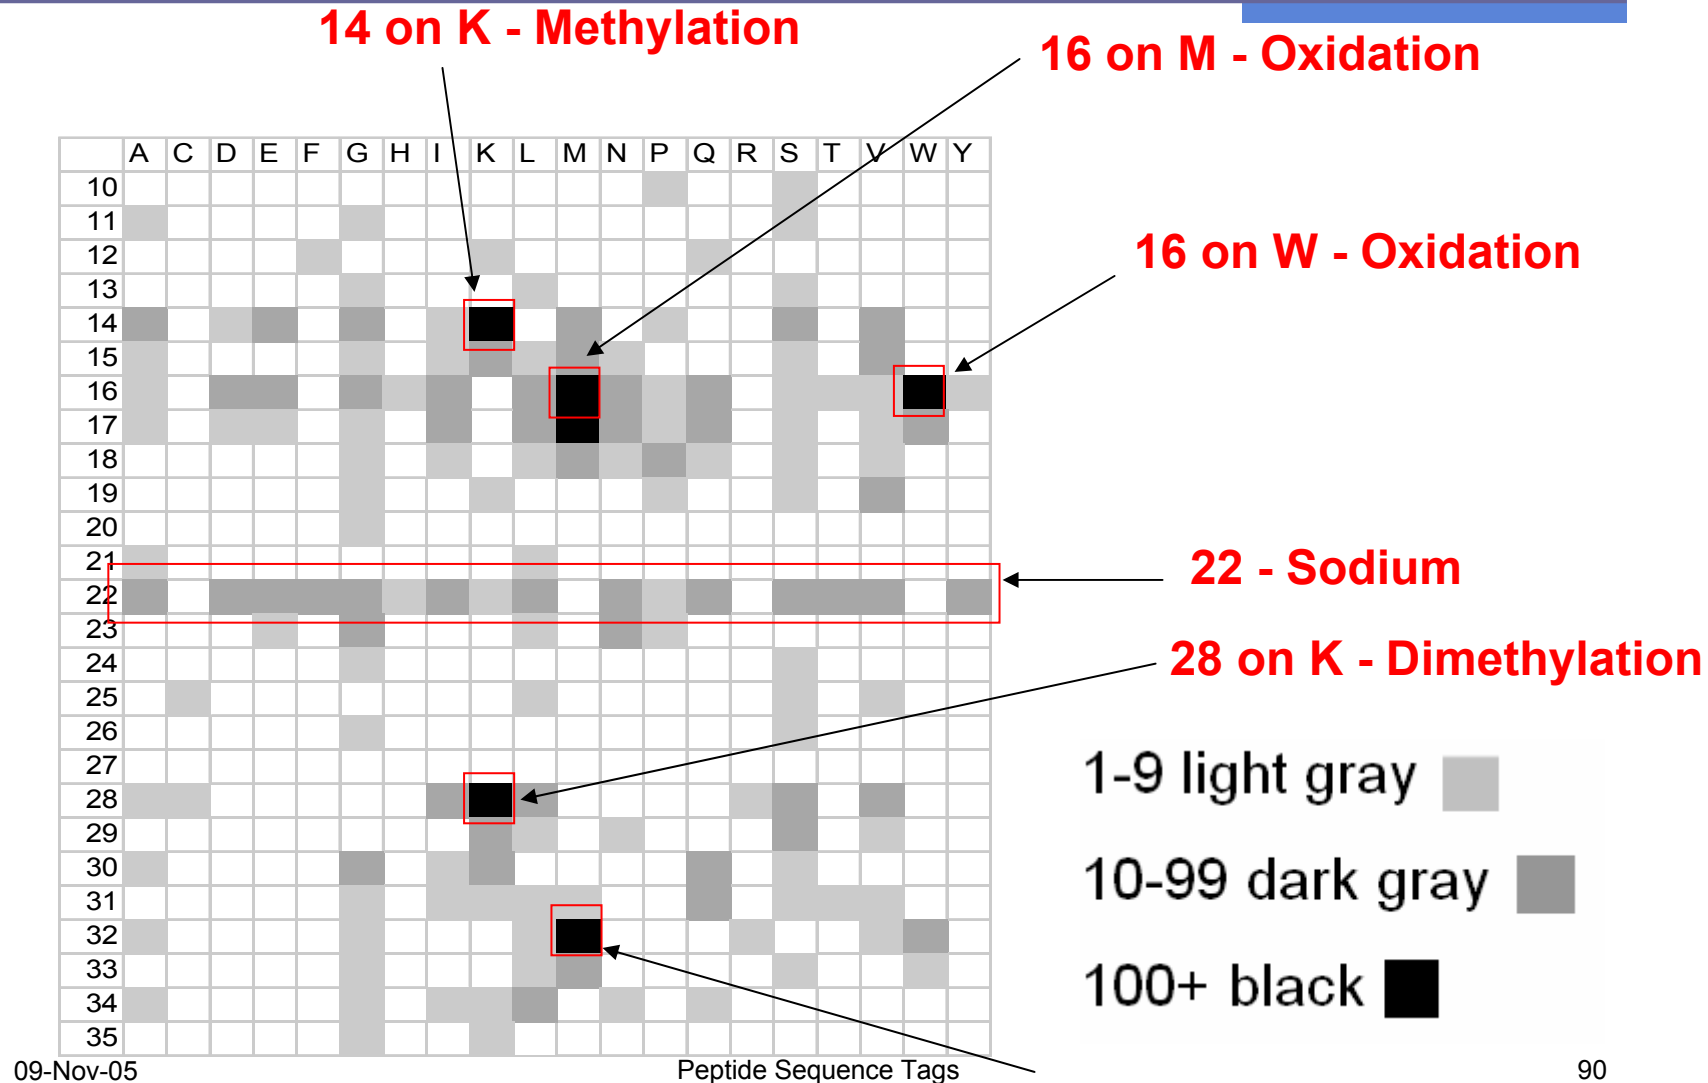 14 on K - Methylation
16 on M - Oxidation
A C D E F G H I K L M N P Q R S T V W Y
10
11
12
16 on W - Oxidation
13
14
15
16
17
18
19
20
21
22 - Sodium
22
23
28 on K - Dimethylation
24
25
26
27
1-9 light gray
28
29
30
10-99 dark gray
31
32
33
100+ black
34
35
09-Nov-05 Peptide Sequence Tags 90